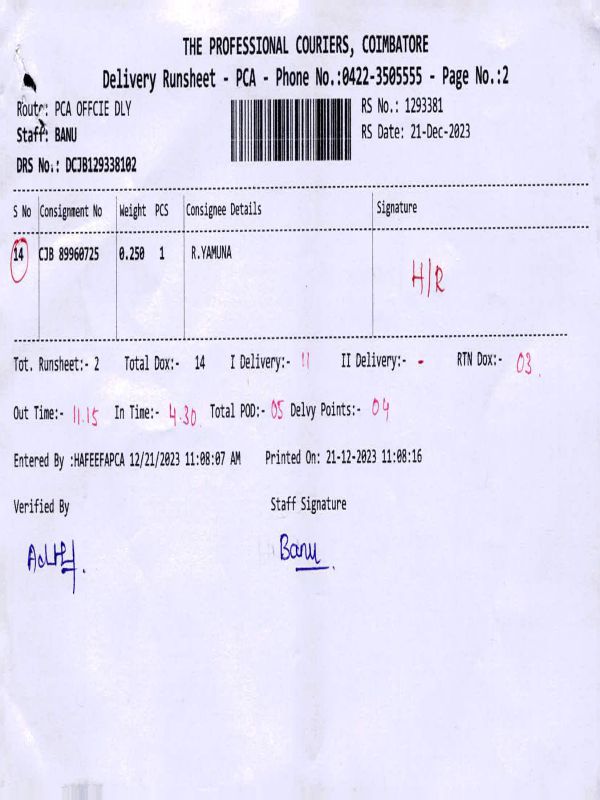 THE PROFESSIONAL COURIERS, COIMBATORE
Delivery Runsheet - PCA - Phone No.:0422-3505555 - Page No.:2
Route: PCA OFFCIE DLY RS No.: 1293381
Staff: BANU RS Date: 21-Dec-2023
DRS No.: DCJB129338102
S No Consignment No Weight PCS Consignee Details Signature
14 CJB 89960725 0.250 1 R.YAMUNA H/R
Tot. Runsheet:- 2 Total Dox:- 14 I Delivery:- 11 II Delivery:- - RTN Dox:- 03.
Out Time:- 11.15 In Time:- 4.30 Total POD:- 05 Delvy Points:- 04
Entered By :HAFEEFAPCA 12/21/2023 11:08:07 AM Printed On: 21-12-2023 11:08:16
Verified By Staff Signature
Banu